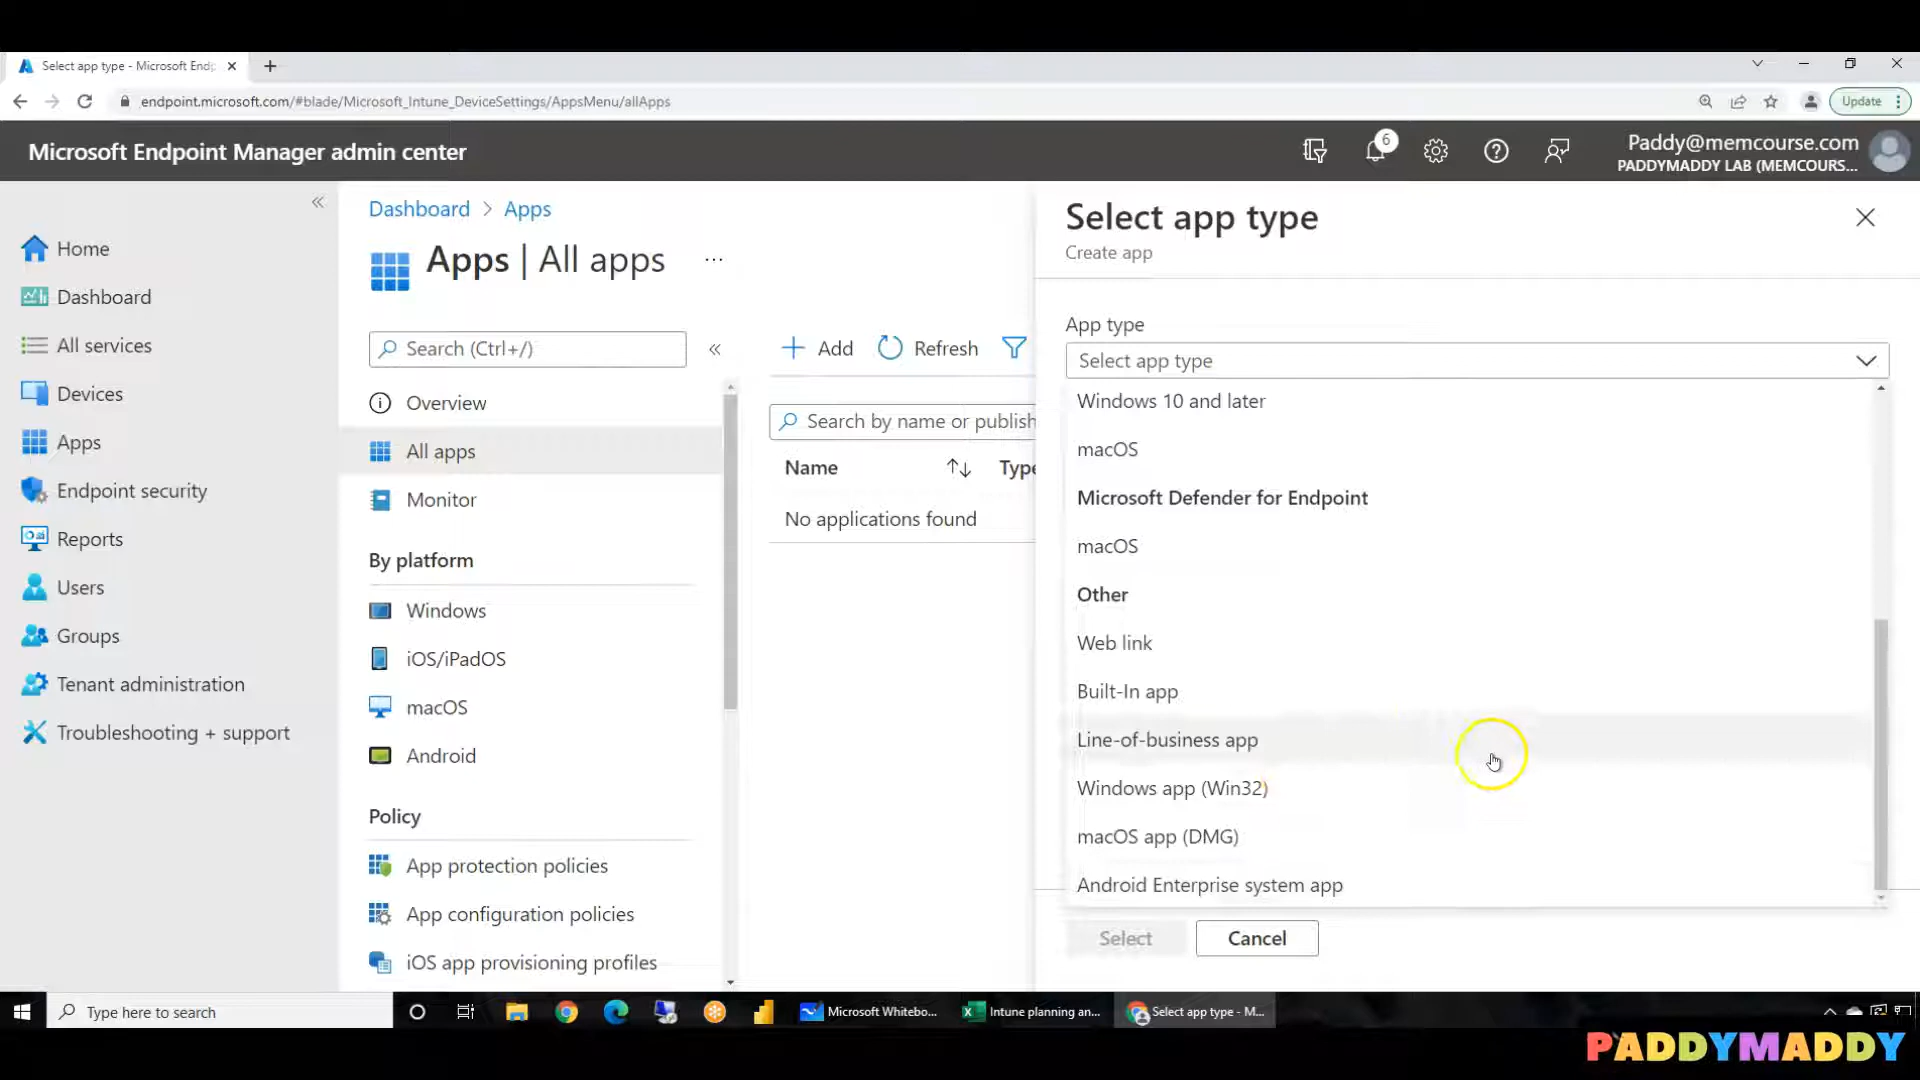 Select app type - Microsoft End
endpoint.microsoft.com/#blade/Microsoft_Intune_DeviceSettings/AppsMenu/allApps
Update
Microsoft Endpoint Manager admin center
6
Paddy@memcourse.com
PADDYMADDY LAB (MEMCOURS...
Home
Dashboard
All services
Devices
Apps
Endpoint security
Reports
Users
Groups
Tenant administration
Troubleshooting + support
Dashboard > Apps
Apps | All apps
...
Search (Ctrl+/)
Overview
All apps
Monitor
By platform
Windows
iOS/iPadOS
macOS
Android
Policy
App protection policies
App configuration policies
iOS app provisioning profiles
Add
Refresh
Search by name or publish
Name
Type
No applications found
Select app type
Create app
App type
Select app type
Windows 10 and later
macOS
Microsoft Defender for Endpoint
macOS
Other
Web link
Built-In app
Line-of-business app
Windows app (Win32)
macOS app (DMG)
Android Enterprise system app
Select
Cancel
Type here to search
Microsoft Whitebo...
Intune planning an...
Select app type - M...
PADDYMADDY